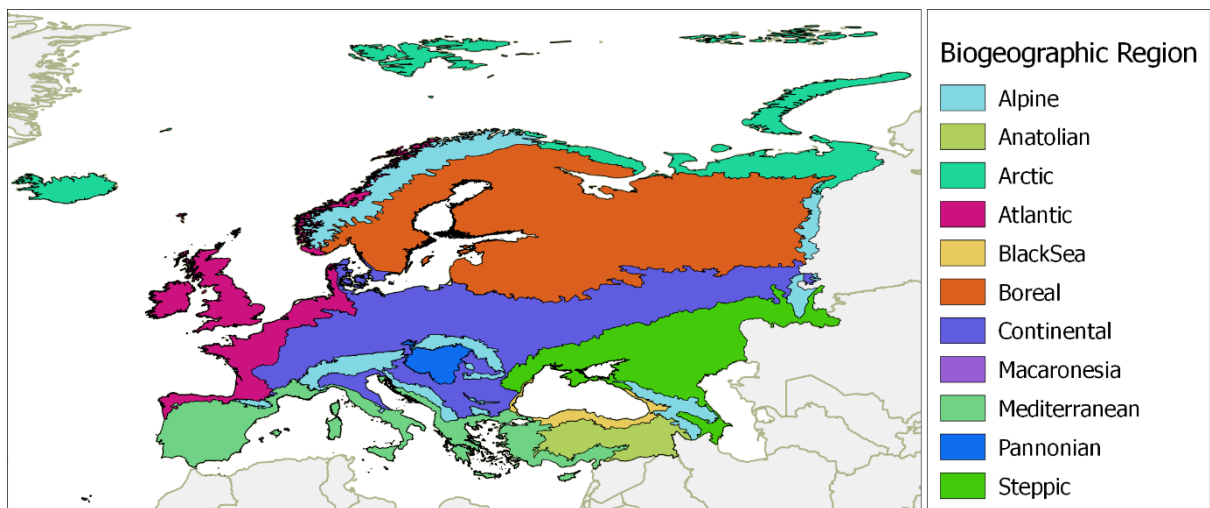 Biogeographic Region
Alpine
Anatolian
Arctic
Atlantic
BlackSea
Boreal
Continental
Macaronesia
Mediterranean
Pannonian
Steppic